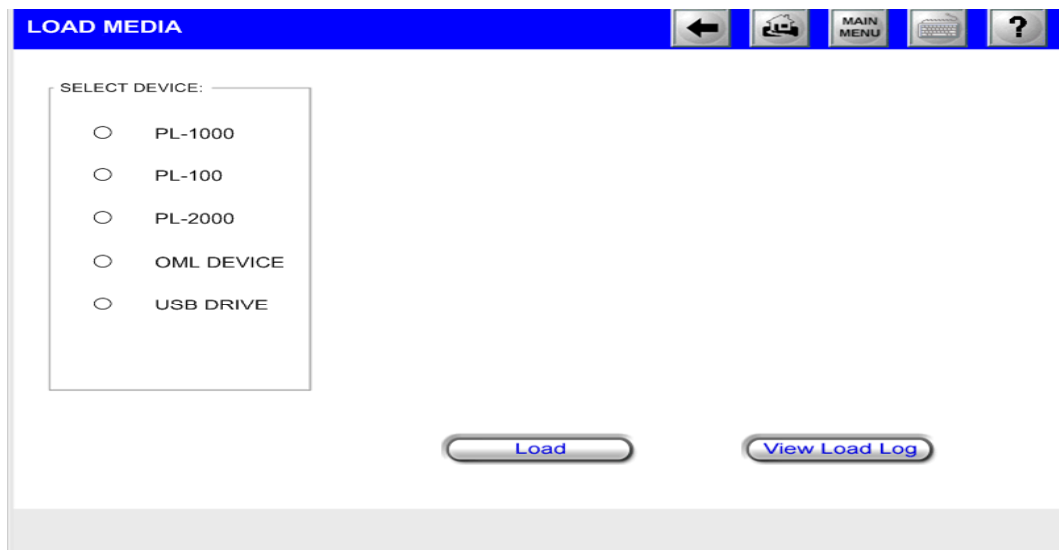 LOAD MEDIA
MAIN
MENU
?
SELECT DEVICE:
PL-1000
PL-100
PL-2000
OML DEVICE
USB DRIVE
Load
View Load Log